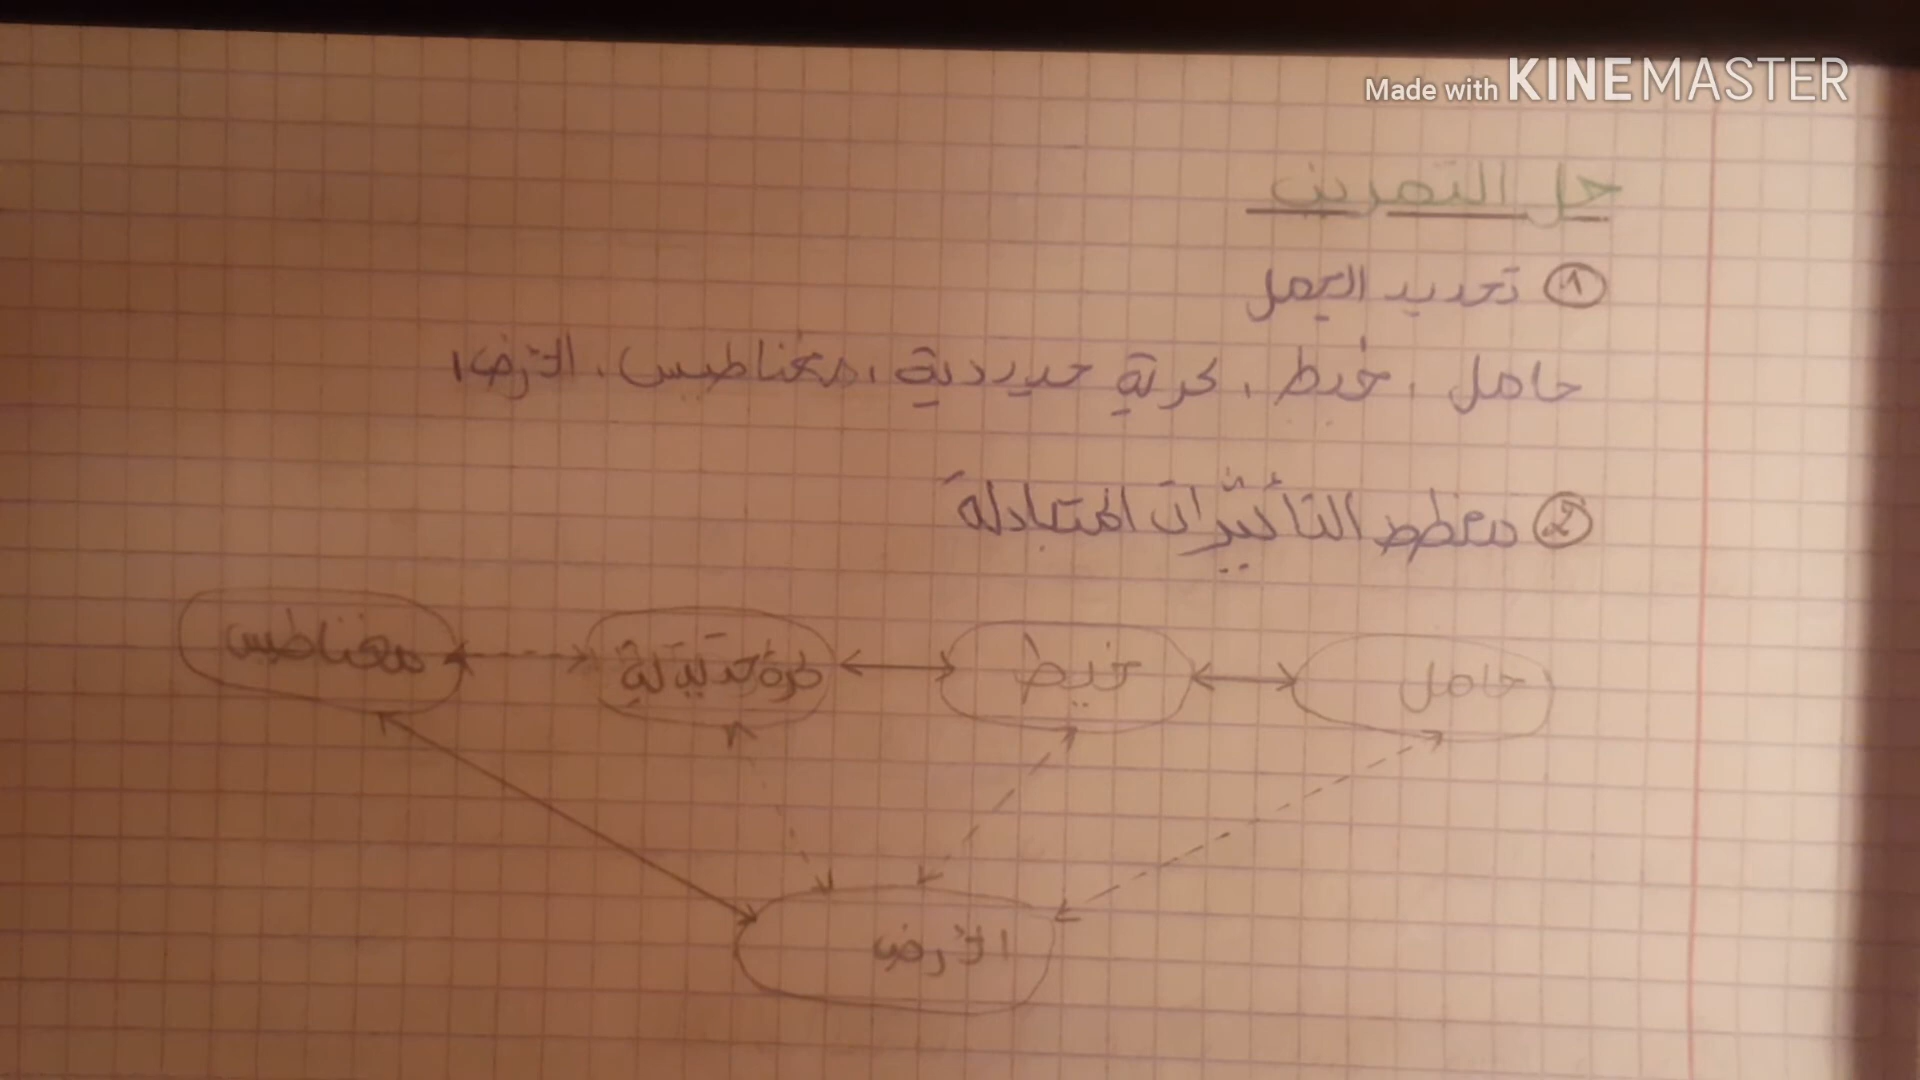 Made with KINEMASTER
حل التمرين
① تحديد الجمل
حامل ، خيط ، كرية حديدية ، مغناطيس ، الأرض ،
② مخطط التأثيرات المتبادلة
حامل خيط كرة حديدية مغناطيس
الأرض